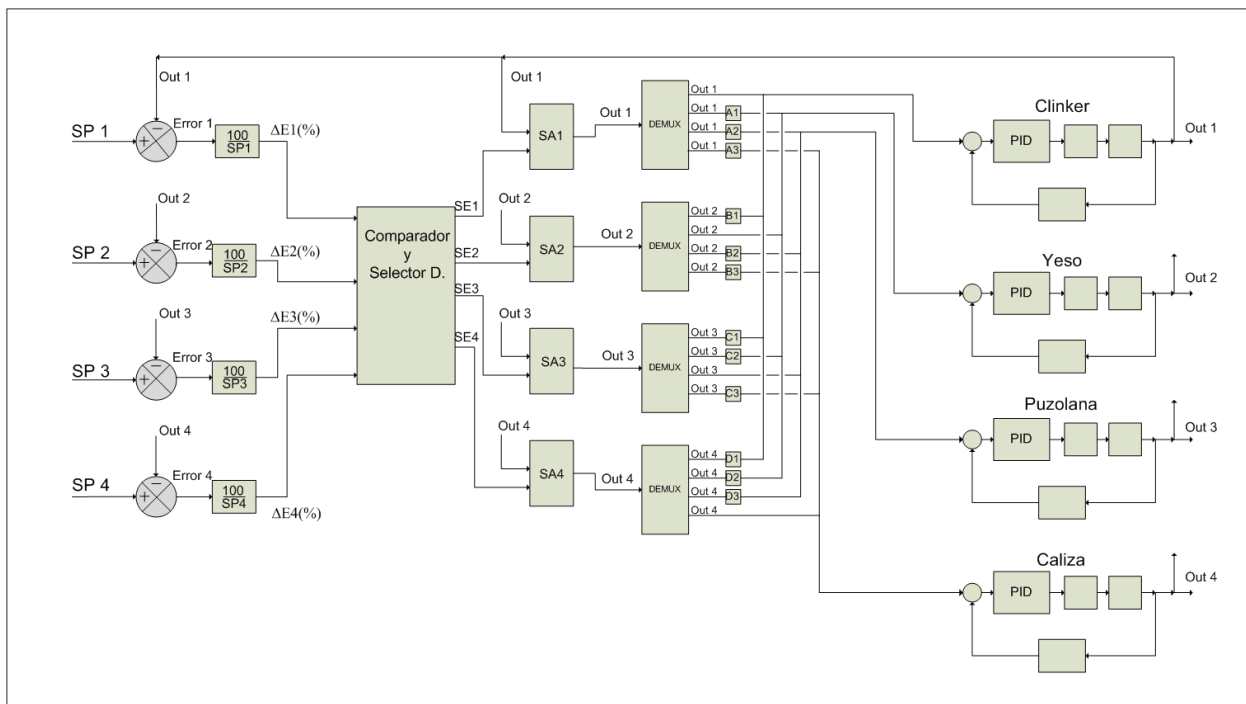 Out 1
SP 1
Error 1
100
SP1
ΔE1(%)
Out 2
SP 2
Error 2
100
SP2
ΔE2(%)
Out 3
SP 3
Error 3
100
SP3
ΔE3(%)
Out 4
SP 4
Error 4
100
SP4
ΔE4(%)
Comparador
y
Selector D.
SE1
SE2
SE3
SE4
Out 1
SA1
Out 1
DEMUX
Out 1
Out 1
A1
Out 1
A2
Out 1
A3
Out 2
SA2
Out 2
DEMUX
Out 2
B1
Out 2
Out 2
B2
Out 2
B3
Out 3
SA3
Out 3
DEMUX
Out 3
C1
Out 3
C2
Out 3
Out 3
C3
Out 4
SA4
Out 4
DEMUX
Out 4
D1
Out 4
D2
Out 4
D3
Out 4
Clinker
PID
Out 1
Yeso
PID
Out 2
Puzolana
PID
Out 3
Caliza
PID
Out 4